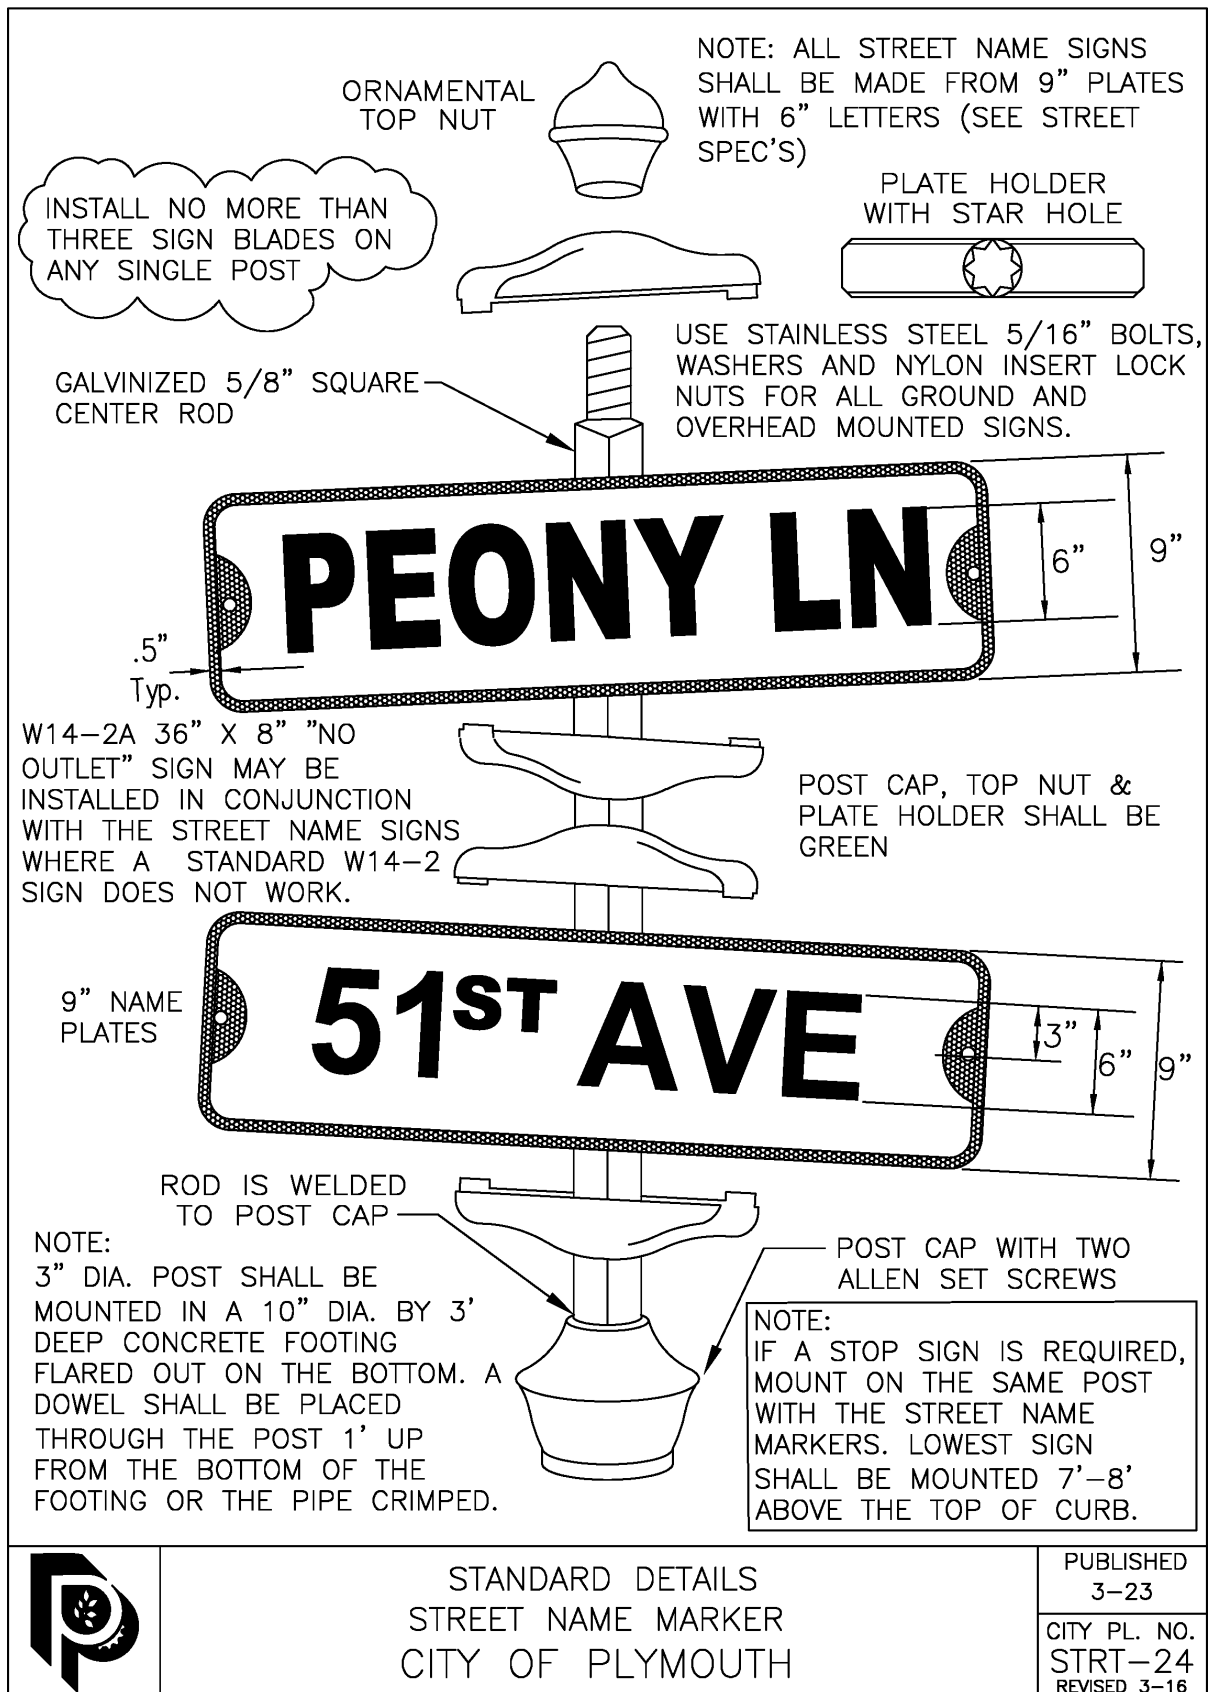 NOTE: ALL STREET NAME SIGNS
SHALL BE MADE FROM 9" PLATES
WITH 6" LETTERS (SEE STREET
SPEC'S)
ORNAMENTAL
TOP NUT
PLATE HOLDER
WITH STAR HOLE
INSTALL NO MORE THAN
THREE SIGN BLADES ON
ANY SINGLE POST
USE STAINLESS STEEL 5/16" BOLTS,
WASHERS AND NYLON INSERT LOCK
NUTS FOR ALL GROUND AND
OVERHEAD MOUNTED SIGNS.
GALVINIZED 5/8" SQUARE
CENTER ROD
PEONY LN
6"
9"
.5"
Typ.
W14-2A 36" X 8" "NO
OUTLET" SIGN MAY BE
INSTALLED IN CONJUNCTION
WITH THE STREET NAME SIGNS
WHERE A STANDARD W14-2
SIGN DOES NOT WORK.
POST CAP, TOP NUT &
PLATE HOLDER SHALL BE
GREEN
9" NAME
PLATES
51ST AVE
3"
6"
9"
ROD IS WELDED
TO POST CAP
NOTE:
3" DIA. POST SHALL BE
MOUNTED IN A 10" DIA. BY 3'
DEEP CONCRETE FOOTING
FLARED OUT ON THE BOTTOM. A
DOWEL SHALL BE PLACED
THROUGH THE POST 1' UP
FROM THE BOTTOM OF THE
FOOTING OR THE PIPE CRIMPED.
POST CAP WITH TWO
ALLEN SET SCREWS
NOTE:
IF A STOP SIGN IS REQUIRED,
MOUNT ON THE SAME POST
WITH THE STREET NAME
MARKERS. LOWEST SIGN
SHALL BE MOUNTED 7'-8'
ABOVE THE TOP OF CURB.
STANDARD DETAILS
STREET NAME MARKER
CITY OF PLYMOUTH
PUBLISHED
3-23
CITY PL. NO.
STRT-24
REVISED 3-16